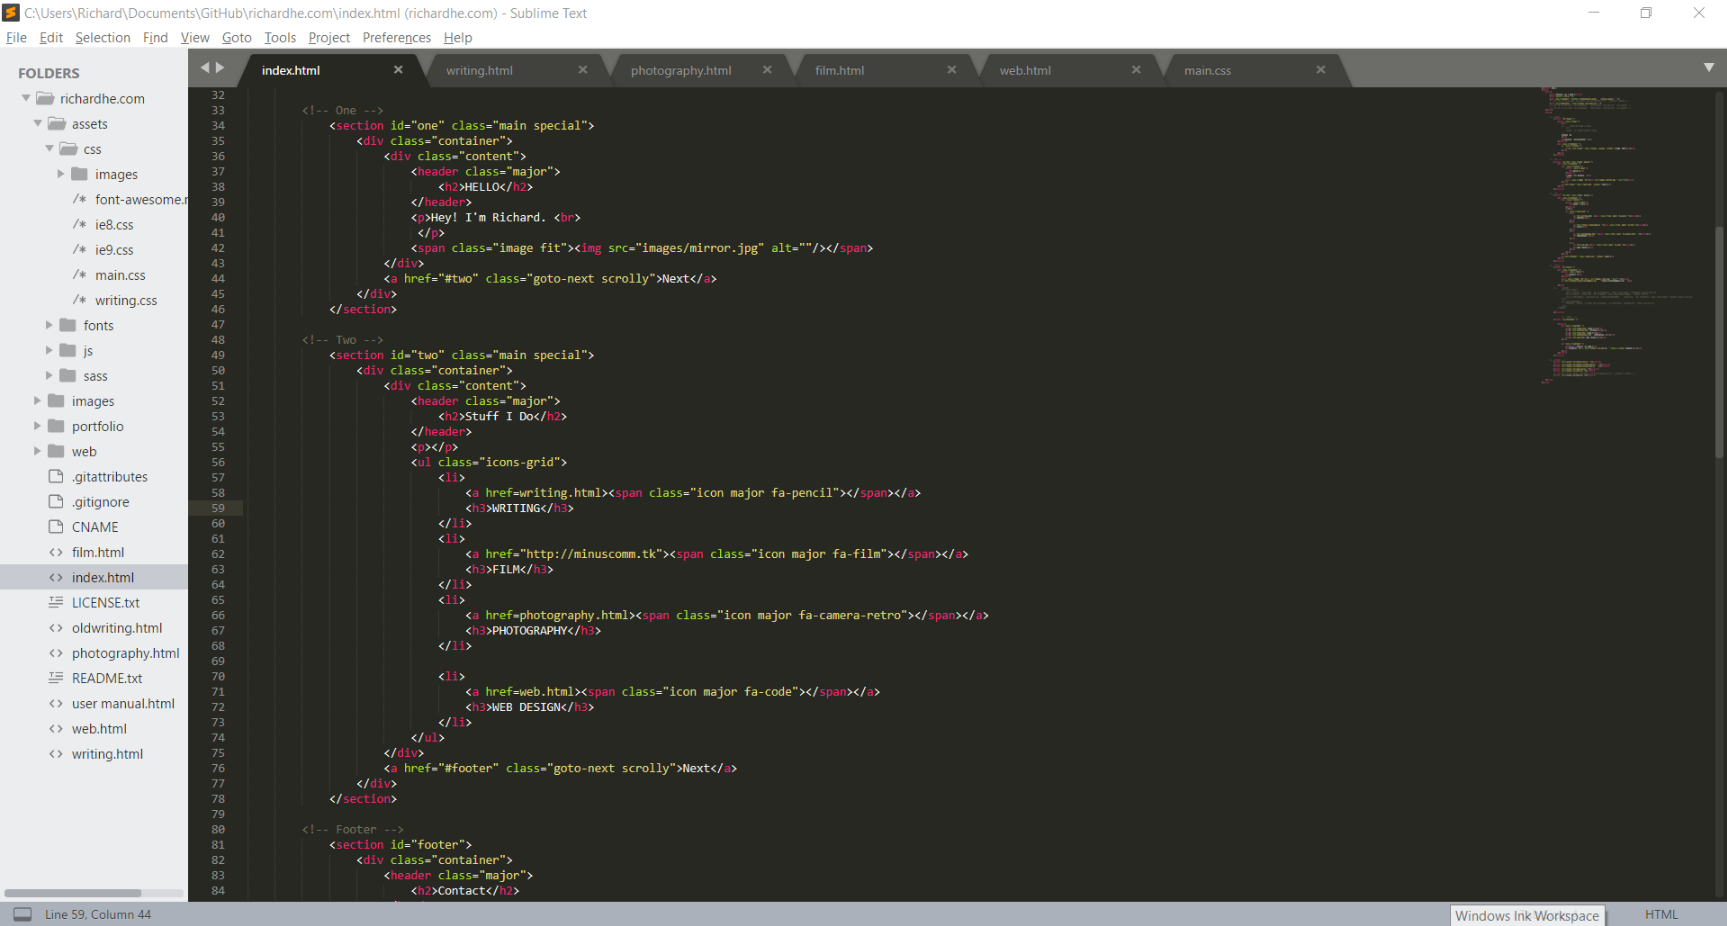 C:\Users\Richard\Documents\GitHub\richardhe.com\index.html (richardhe.com) - Sublime Text
File Edit Selection Find View Goto Tools Project Preferences Help
FOLDERS
richardhe.com
assets
css
images
/* font-awesome.
/* ie8.css
/* ie9.css
/* main.css
/* writing.css
fonts
js
sass
images
portfolio
web
.gitattributes
.gitignore
CNAME
<> film.html
<> index.html
LICENSE.txt
<> oldwriting.html
<> photography.html
README.txt
<> user manual.html
<> web.html
<> writing.html
index.html × writing.html × photography.html × film.html × web.html × main.css ×
32
33 <!-- One -->
34 <section id="one" class="main special">
35 <div class="container">
36 <div class="content">
37 <header class="major">
38 <h2>HELLO</h2>
39 </header>
40 <p>Hey! I'm Richard. <br>
41 </p>
42 <span class="image fit"><img src="images/mirror.jpg" alt=""/></span>
43 </div>
44 <a href="#two" class="goto-next scrolly">Next</a>
45 </div>
46 </section>
47
48 <!-- Two -->
49 <section id="two" class="main special">
50 <div class="container">
51 <div class="content">
52 <header class="major">
53 <h2>Stuff I Do</h2>
54 </header>
55 <p></p>
56 <ul class="icons-grid">
57 <li>
58 <a href=writing.html><span class="icon major fa-pencil"></span></a>
59 <h3>WRITING</h3>
60 </li>
61 <li>
62 <a href="http://minuscomm.tk"><span class="icon major fa-film"></span></a>
63 <h3>FILM</h3>
64 </li>
65 <li>
66 <a href=photography.html><span class="icon major fa-camera-retro"></span></a>
67 <h3>PHOTOGRAPHY</h3>
68 </li>
69
70 <li>
71 <a href=web.html><span class="icon major fa-code"></span></a>
72 <h3>WEB DESIGN</h3>
73 </li>
74 </ul>
75 </div>
76 <a href="#footer" class="goto-next scrolly">Next</a>
77 </div>
78 </section>
79
80 <!-- Footer -->
81 <section id="footer">
82 <div class="container">
83 <header class="major">
84 <h2>Contact</h2>
Line 59, Column 44
Windows Ink Workspace
HTML